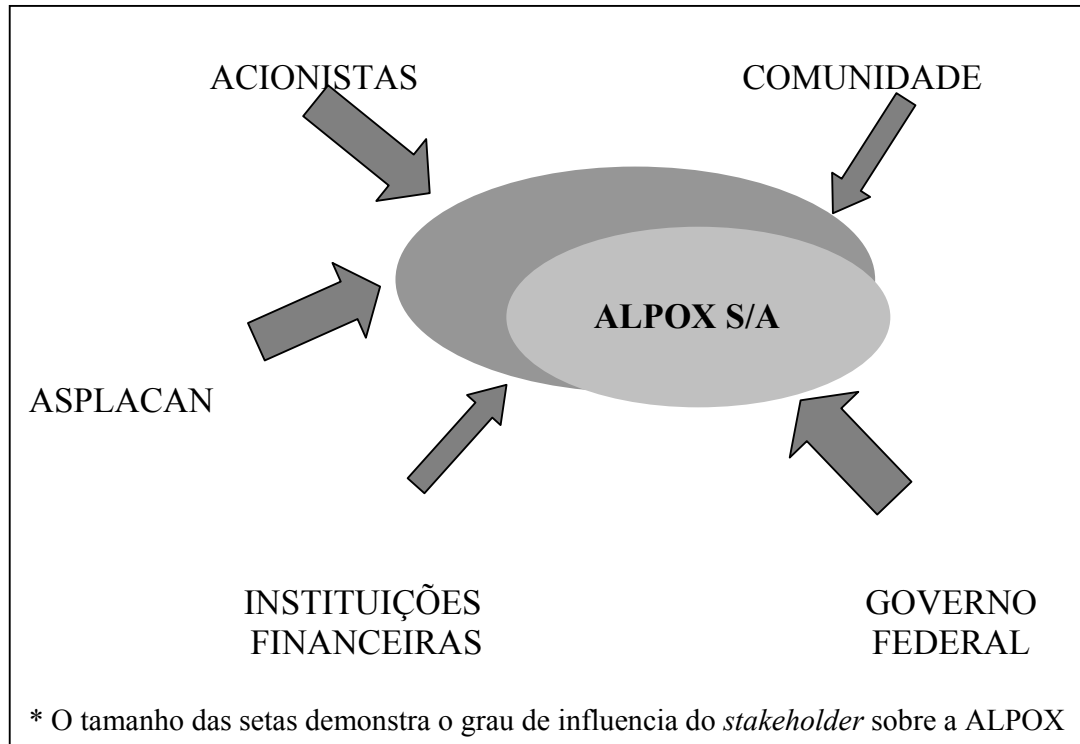 ACIONISTAS
COMUNIDADE
ALPOX S/A
ASPLACAN
INSTITUIÇÕES
FINANCEIRAS
GOVERNO
FEDERAL
* O tamanho das setas demonstra o grau de influencia do stakeholder sobre a ALPOX